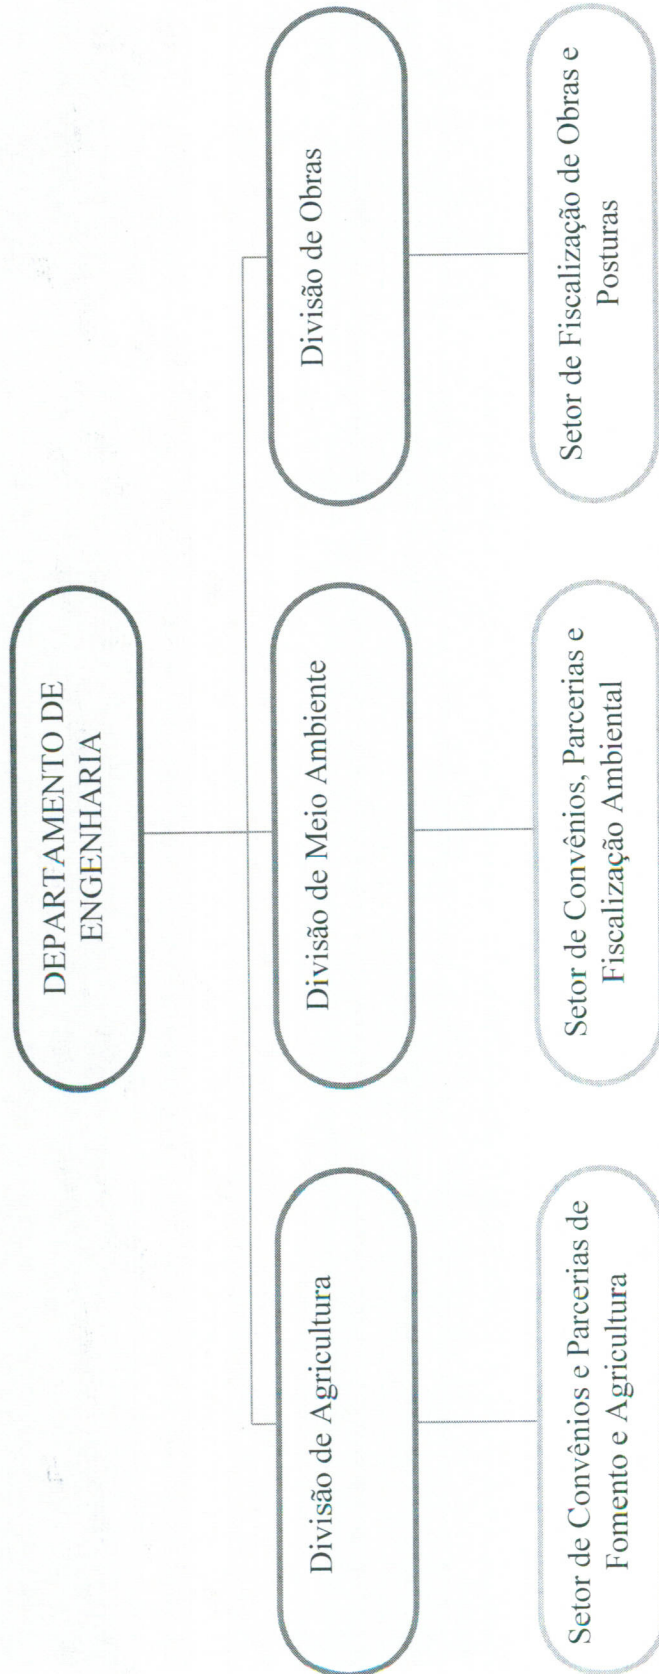 DEPARTAMENTO DE
ENGENHARIA
Divisão de Agricultura
Divisão de Meio Ambiente
Divisão de Obras
Setor de Convênios e Parcerias de
Fomento e Agricultura
Setor de Convênios, Parcerias e
Fiscalização Ambiental
Setor de Fiscalização de Obras e
Posturas